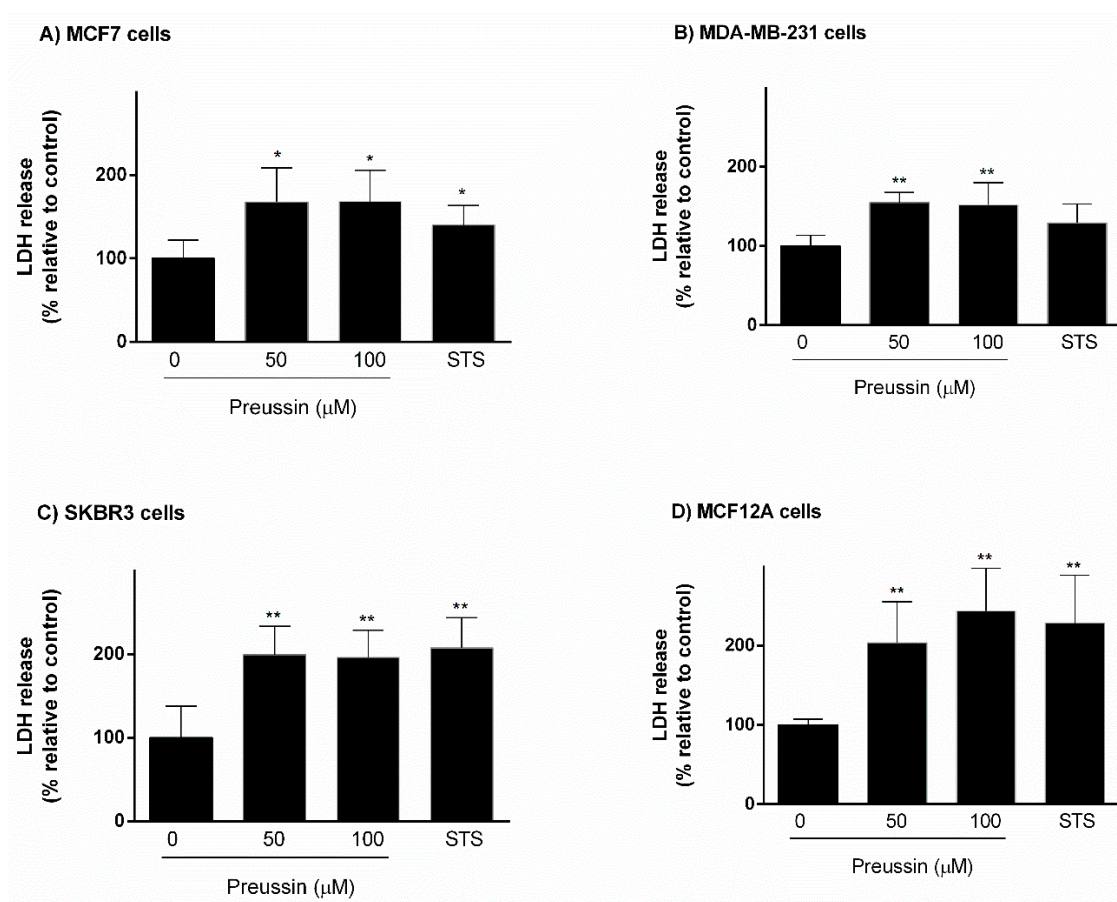 A) MCF7 cells
LDH release
(% relative to control)
200
100
0
*
*
*
0 50 100 STS
Preussin (μM)
B) MDA-MB-231 cells
LDH release
(% relative to control)
200
100
0
**
**
0 50 100 STS
Preussin (μM)
C) SKBR3 cells
LDH release
(% relative to control)
200
100
0
**
**
**
0 50 100 STS
Preussin (μM)
D) MCF12A cells
LDH release
(% relative to control)
200
100
0
**
**
**
0 50 100 STS
Preussin (μM)